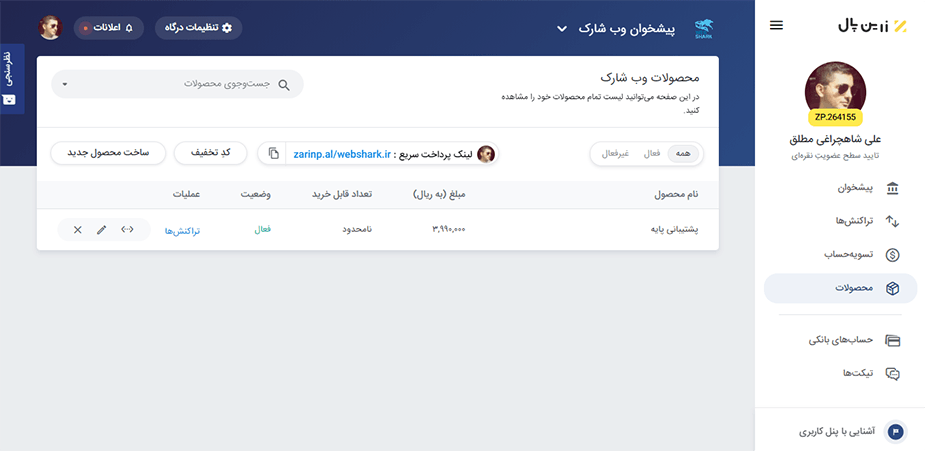 زرین پال
ZP.264155
علی شاهچراغی مطلق
تایید سطح عضویت نقره‌ای
پیشخوان
تراکنش‌ها
تسویه‌حساب
محصولات
حساب‌های بانکی
تیکت‌ها
آشنایی با پنل کاربری
SHARK
پیشخوان وب شارک
تنظیمات درگاه
اعلانات
نظرسنجی
محصولات وب شارک
در این صفحه می‌توانید لیست تمام محصولات خود را مشاهده
کنید.
جست‌وجوی محصولات
همه
فعال
غیرفعال
لینک پرداخت سریع : zarinp.al/webshark.ir
کد تخفیف
ساخت محصول جدید
نام محصول
مبلغ (به ریال)
تعداد قابل خرید
وضعیت
عملیات
پشتیبانی پایه
۳,۹۹۰,۰۰۰
نامحدود
فعال
تراکنش‌ها